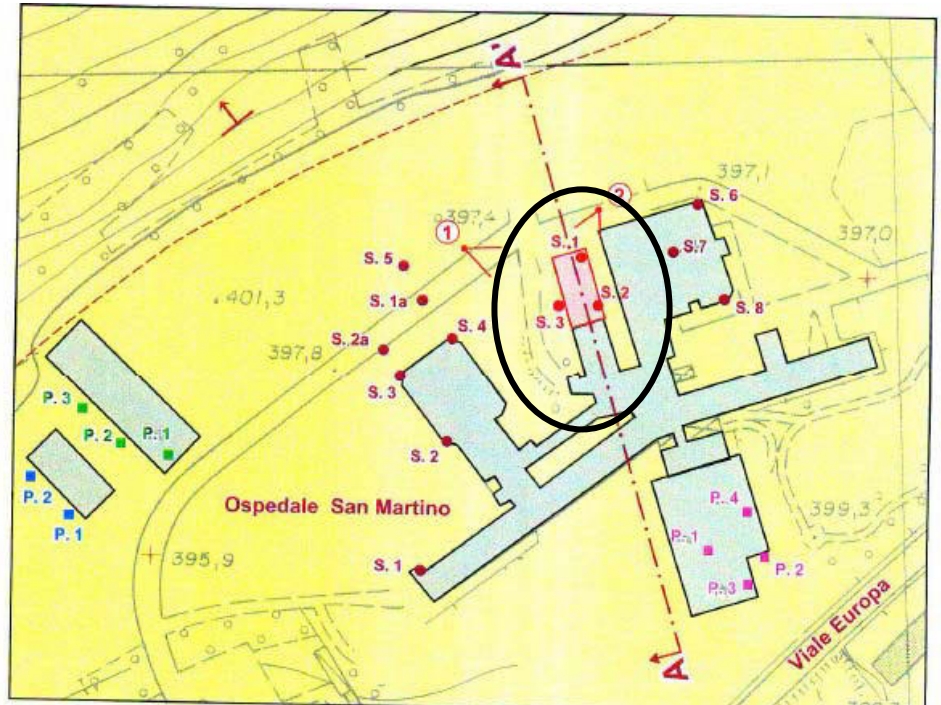 A'
397,1
S. 6
2
397,4
1
S. 1
S. 7
397,0
S. 5
S. 1a
401,3
S. 2
S. 3
S. 8
S. 2a
S. 4
397,8
S. 3
P. 3
P. 2
P. 1
S. 2
P. 2
P. 1
Ospedale San Martino
P. 4
399,3
P. 1
P. 2
395,9
S. 1
P. 3
Viale Europa
A